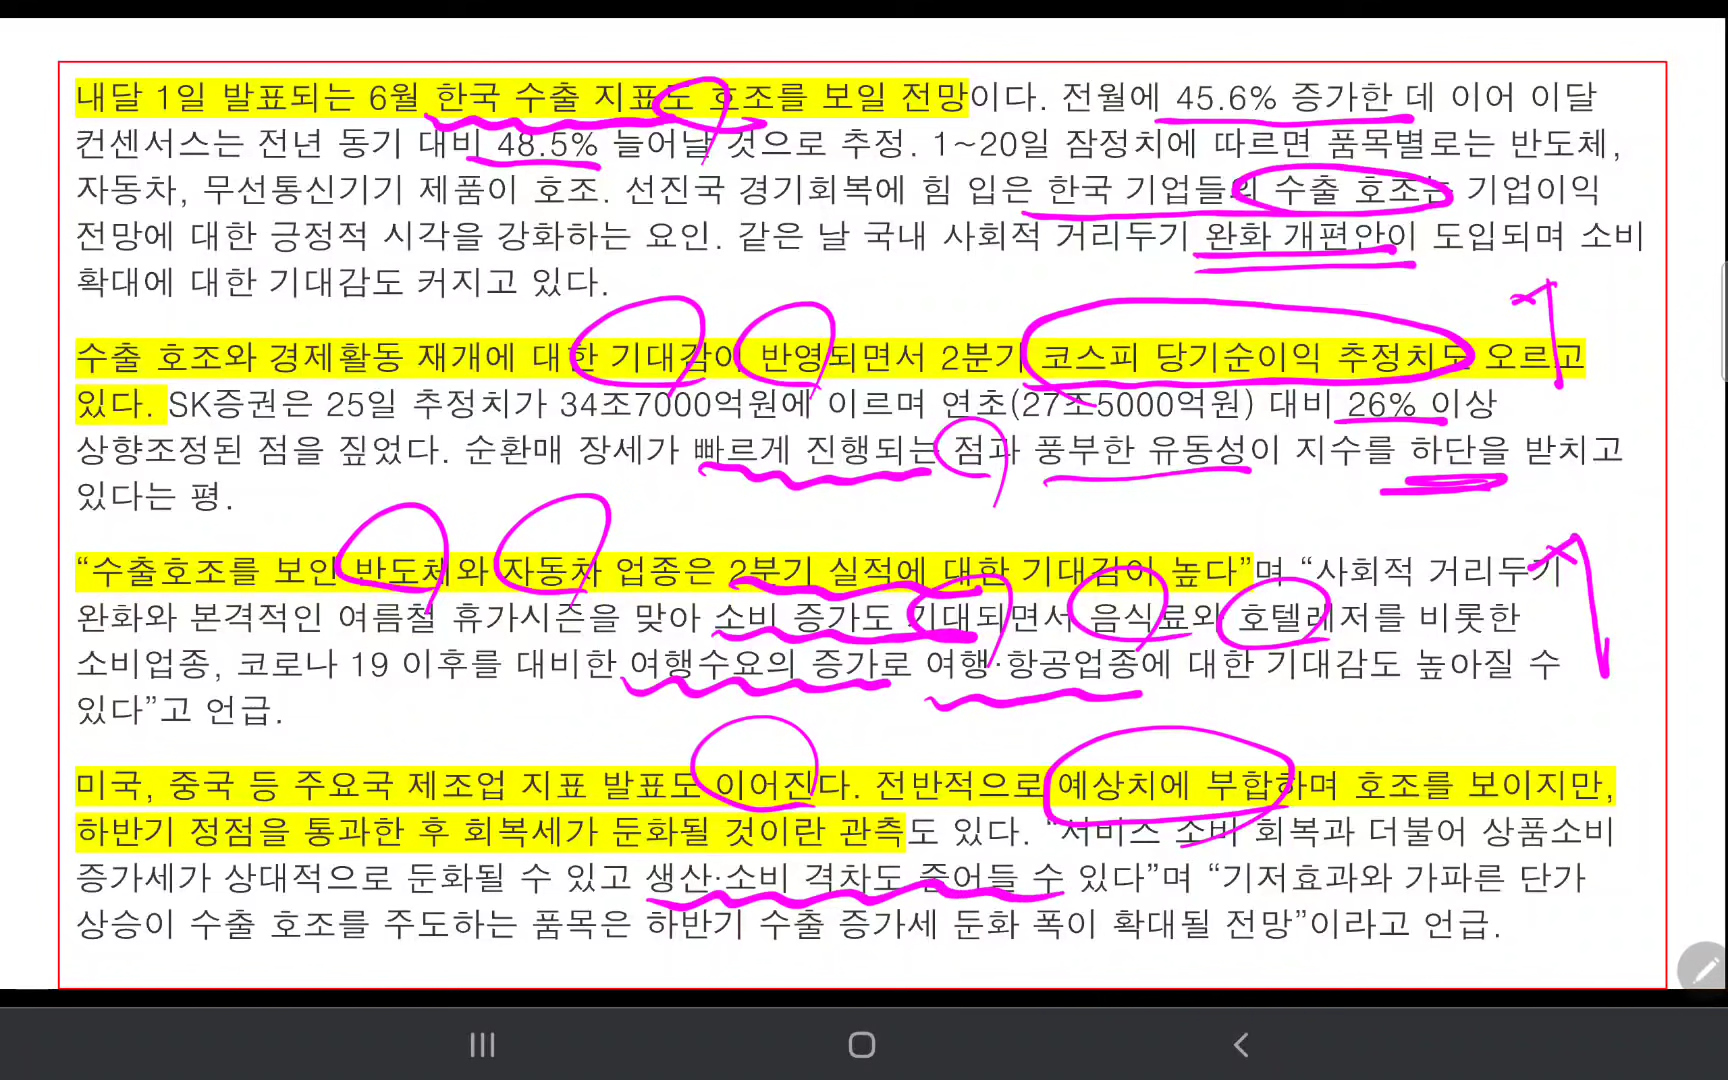 내달 1일 발표되는 6월 한국 수출 지표도 호조를 보일 전망이다. 전월에 45.6% 증가한 데 이어 이달
컨센서스는 전년 동기 대비 48.5% 늘어날 것으로 추정. 1~20일 잠정치에 따르면 품목별로는 반도체,
자동차, 무선통신기기 제품이 호조. 선진국 경기회복에 힘 입은 한국 기업들의 수출 호조는 기업이익
전망에 대한 긍정적 시각을 강화하는 요인. 같은 날 국내 사회적 거리두기 완화 개편안이 도입되며 소비
확대에 대한 기대감도 커지고 있다.
수출 호조와 경제활동 재개에 대한 기대감이 반영되면서 2분기 코스피 당기순이익 추정치도 오르고
있다. SK증권은 25일 추정치가 34조7000억원에 이르며 연초(27조5000억원) 대비 26% 이상
상향조정된 점을 짚었다. 순환매 장세가 빠르게 진행되는 점과 풍부한 유동성이 지수를 하단을 받치고
있다는 평.
“수출호조를 보인 반도체와 자동차 업종은 2분기 실적에 대한 기대감이 높다”며 “사회적 거리두기
완화와 본격적인 여름철 휴가시즌을 맞아 소비 증가도 기대되면서 음식료와 호텔레저를 비롯한
소비업종, 코로나 19 이후를 대비한 여행수요의 증가로 여행·항공업종에 대한 기대감도 높아질 수
있다”고 언급.
미국, 중국 등 주요국 제조업 지표 발표도 이어진다. 전반적으로 예상치에 부합하며 호조를 보이지만,
하반기 정점을 통과한 후 회복세가 둔화될 것이란 관측도 있다. “서비스 소비 회복과 더불어 상품소비
증가세가 상대적으로 둔화될 수 있고 생산·소비 격차도 줄어들 수 있다”며 “기저효과와 가파른 단가
상승이 수출 호조를 주도하는 품목은 하반기 수출 증가세 둔화 폭이 확대될 전망”이라고 언급.